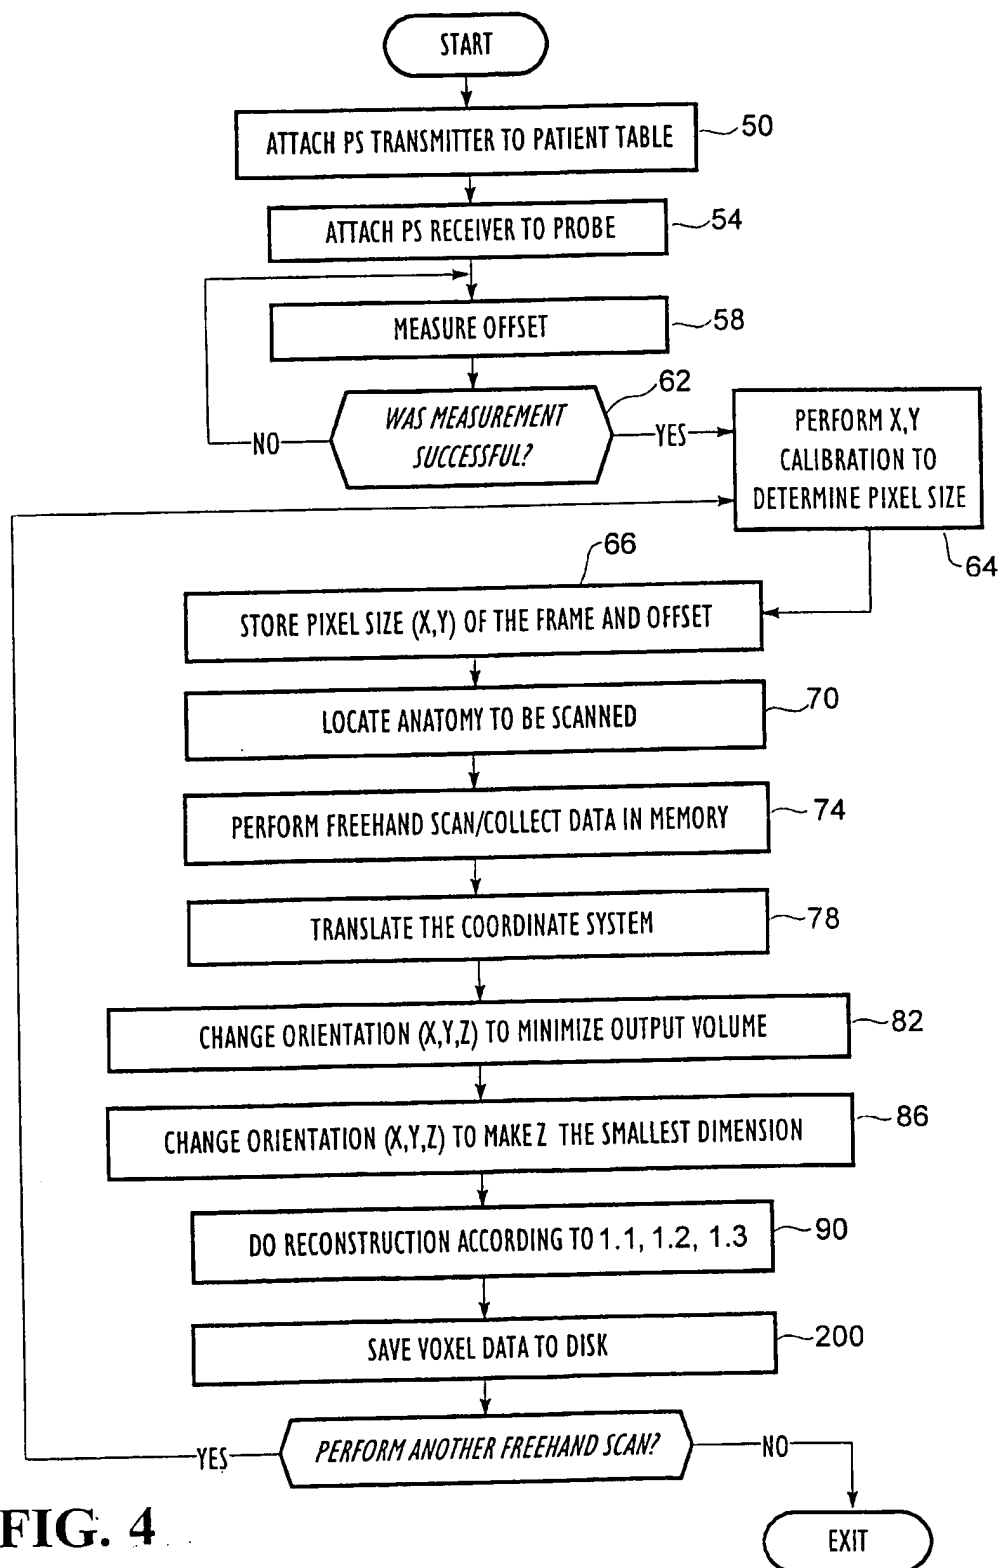 START
ATTACH PS TRANSMITTER TO PATIENT TABLE
50
ATTACH PS RECEIVER TO PROBE
54
MEASURE OFFSET
58
WAS MEASUREMENT
SUCCESSFUL?
62
NO
YES
PERFORM X,Y
CALIBRATION TO
DETERMINE PIXEL SIZE
64
66
STORE PIXEL SIZE (X,Y) OF THE FRAME AND OFFSET
LOCATE ANATOMY TO BE SCANNED
70
PERFORM FREEHAND SCAN/COLLECT DATA IN MEMORY
74
TRANSLATE THE COORDINATE SYSTEM
78
CHANGE ORIENTATION (X,Y,Z) TO MINIMIZE OUTPUT VOLUME
82
CHANGE ORIENTATION (X,Y,Z) TO MAKE Z THE SMALLEST DIMENSION
86
DO RECONSTRUCTION ACCORDING TO 1.1, 1.2, 1.3
90
SAVE VOXEL DATA TO DISK
200
PERFORM ANOTHER FREEHAND SCAN?
YES
NO
EXIT
FIG. 4